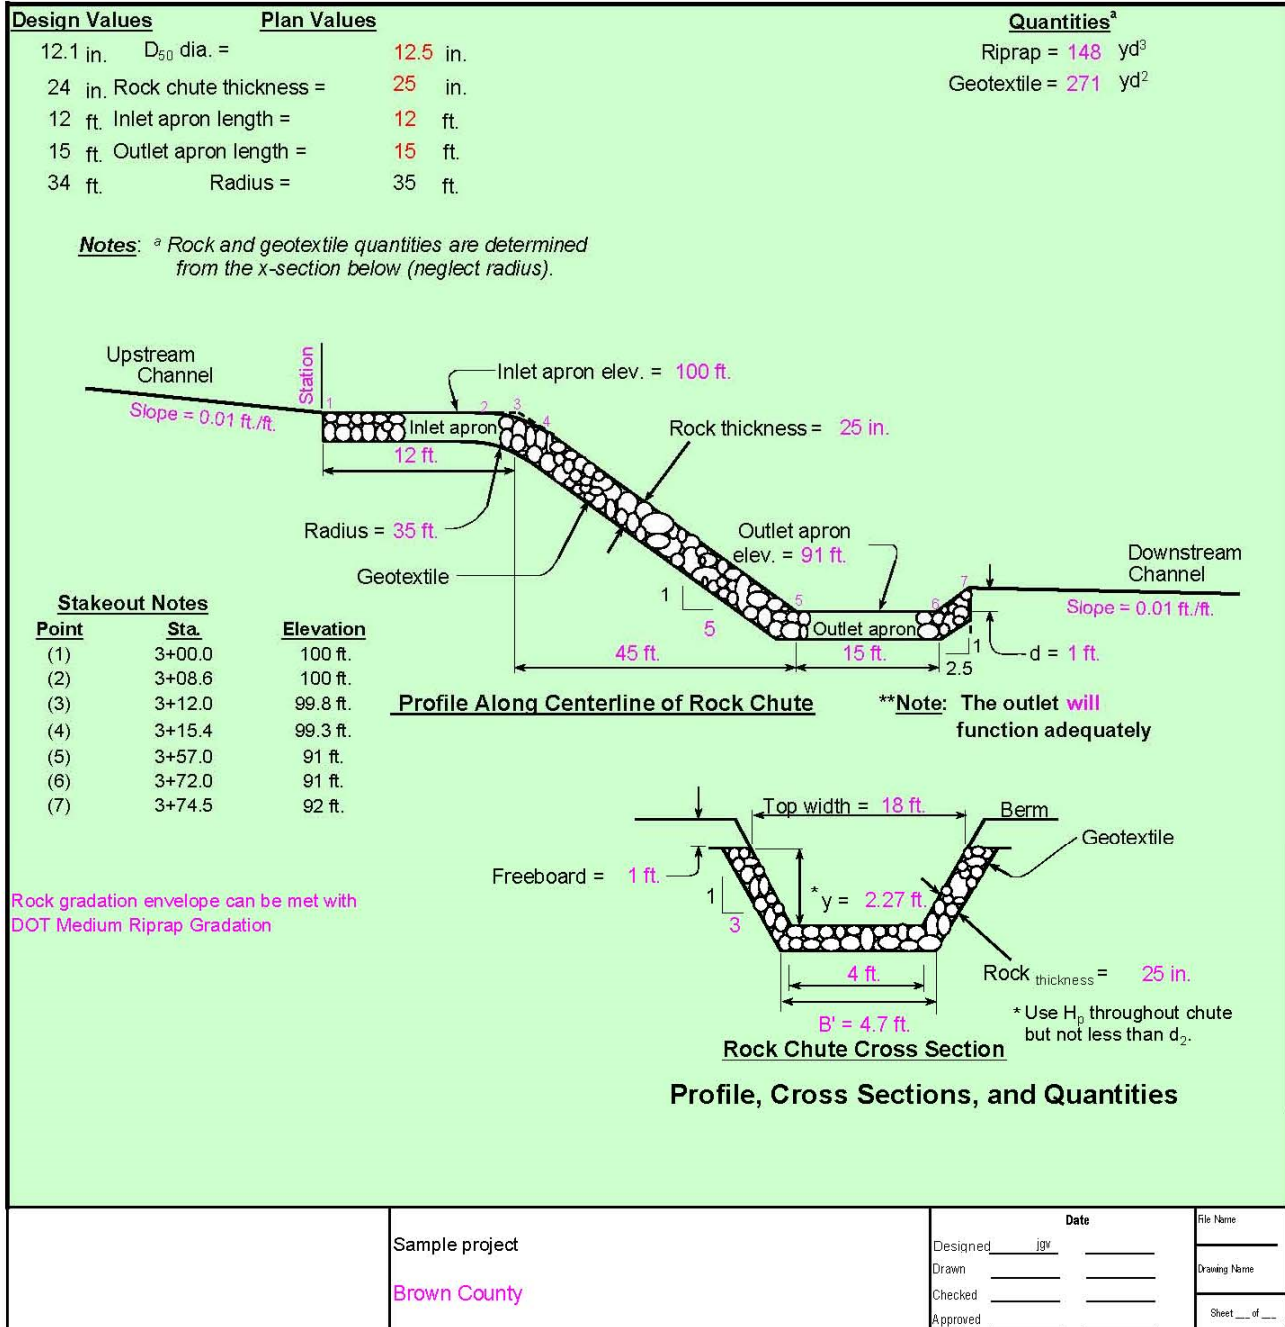 Design Values Plan Values Quantitiesᵃ
12.1 in. D₅₀ dia. = 12.5 in. Riprap = 148 yd³
24 in. Rock chute thickness = 25 in. Geotextile = 271 yd²
12 ft. Inlet apron length = 12 ft.
15 ft. Outlet apron length = 15 ft.
34 ft. Radius = 35 ft.
Notes: ᵃ Rock and geotextile quantities are determined
from the x-section below (neglect radius).
Upstream
Channel
Slope = 0.01 ft./ft.
Station
1
2
3
4
Inlet apron elev. = 100 ft.
Inlet apron
12 ft.
Rock thickness = 25 in.
Radius = 35 ft.
Geotextile
Outlet apron
elev. = 91 ft.
Downstream
Channel
Slope = 0.01 ft./ft.
1
5
5
6
7
Outlet apron
45 ft.
15 ft.
1
2.5
d = 1 ft.
Stakeout Notes
Point Sta. Elevation
(1) 3+00.0 100 ft.
(2) 3+08.6 100 ft.
(3) 3+12.0 99.8 ft.
(4) 3+15.4 99.3 ft.
(5) 3+57.0 91 ft.
(6) 3+72.0 91 ft.
(7) 3+74.5 92 ft.
Profile Along Centerline of Rock Chute
**Note: The outlet will
function adequately
Top width = 18 ft.
Berm
Geotextile
Freeboard = 1 ft.
1
3
*y = 2.27 ft.
4 ft.
B' = 4.7 ft.
Rock thickness = 25 in.
* Use Hₚ throughout chute
but not less than d₂.
Rock Chute Cross Section
Rock gradation envelope can be met with
DOT Medium Riprap Gradation
Profile, Cross Sections, and Quantities
Sample project
Brown County
Date
Designed jgv
Drawn
Checked
Approved
File Name
Drawing Name
Sheet ___ of ___